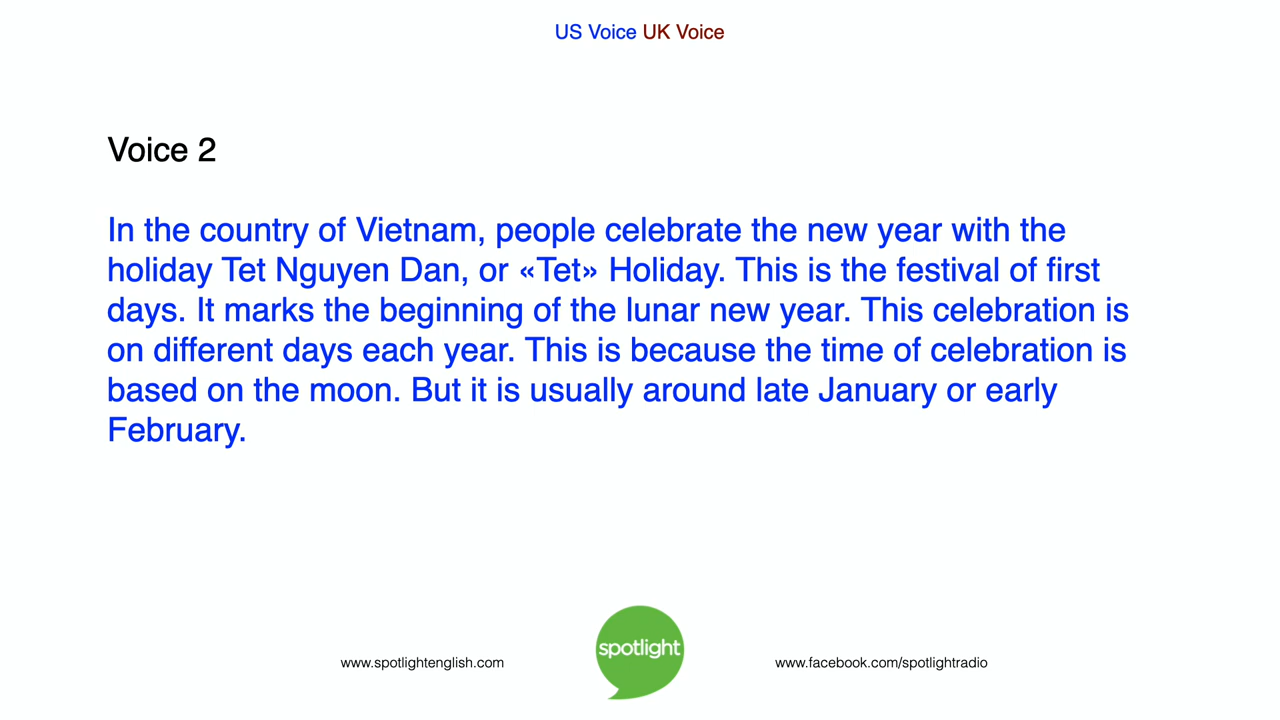 US Voice UK Voice
Voice 2
In the country of Vietnam, people celebrate the new year with the
holiday Tet Nguyen Dan, or «Tet» Holiday. This is the festival of first
days. It marks the beginning of the lunar new year. This celebration is
on different days each year. This is because the time of celebration is
based on the moon. But it is usually around late January or early
February.
spotlight
www.spotlightenglish.com
www.facebook.com/spotlightradio